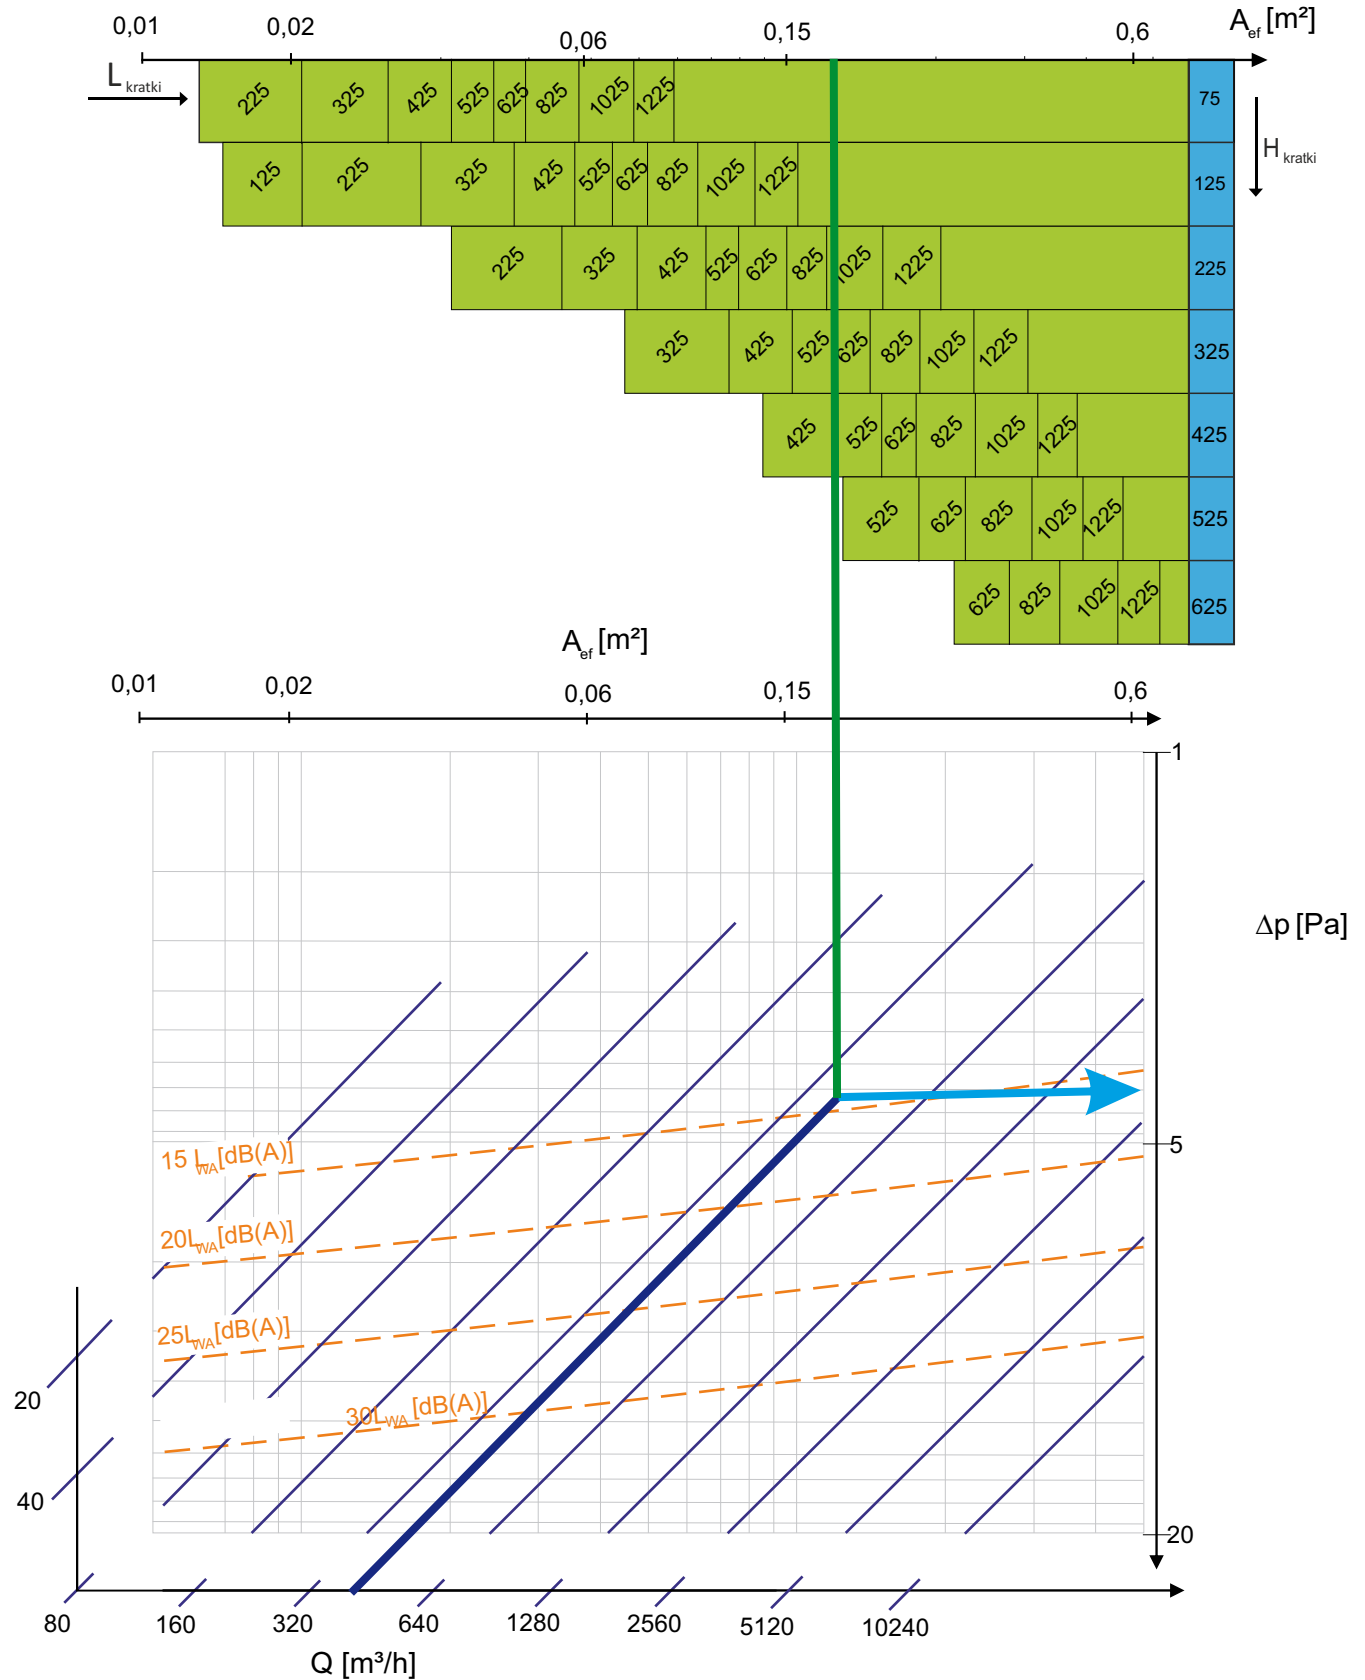 0,01 0,02 0,06 0,15 0,6 A ef [m²]
L kratki
225 325 425 525 625 825 1025 1225 75
H kratki
125 225 325 425 525 625 825 1025 1225 125
225 325 425 525 625 825 1025 1225 225
325 425 525 625 825 1025 1225 325
425 525 625 825 1025 1225 425
525 625 825 1025 1225 525
625 825 1025 1225 625
A ef [m²]
0,01 0,02 0,06 0,15 0,6
1
Δp [Pa]
5
15 LWA[dB(A)]
20LWA[dB(A)]
25LWA[dB(A)]
30LWA [dB(A)]
20
40
20
80 160 320 640 1280 2560 5120 10240
Q [m³/h]